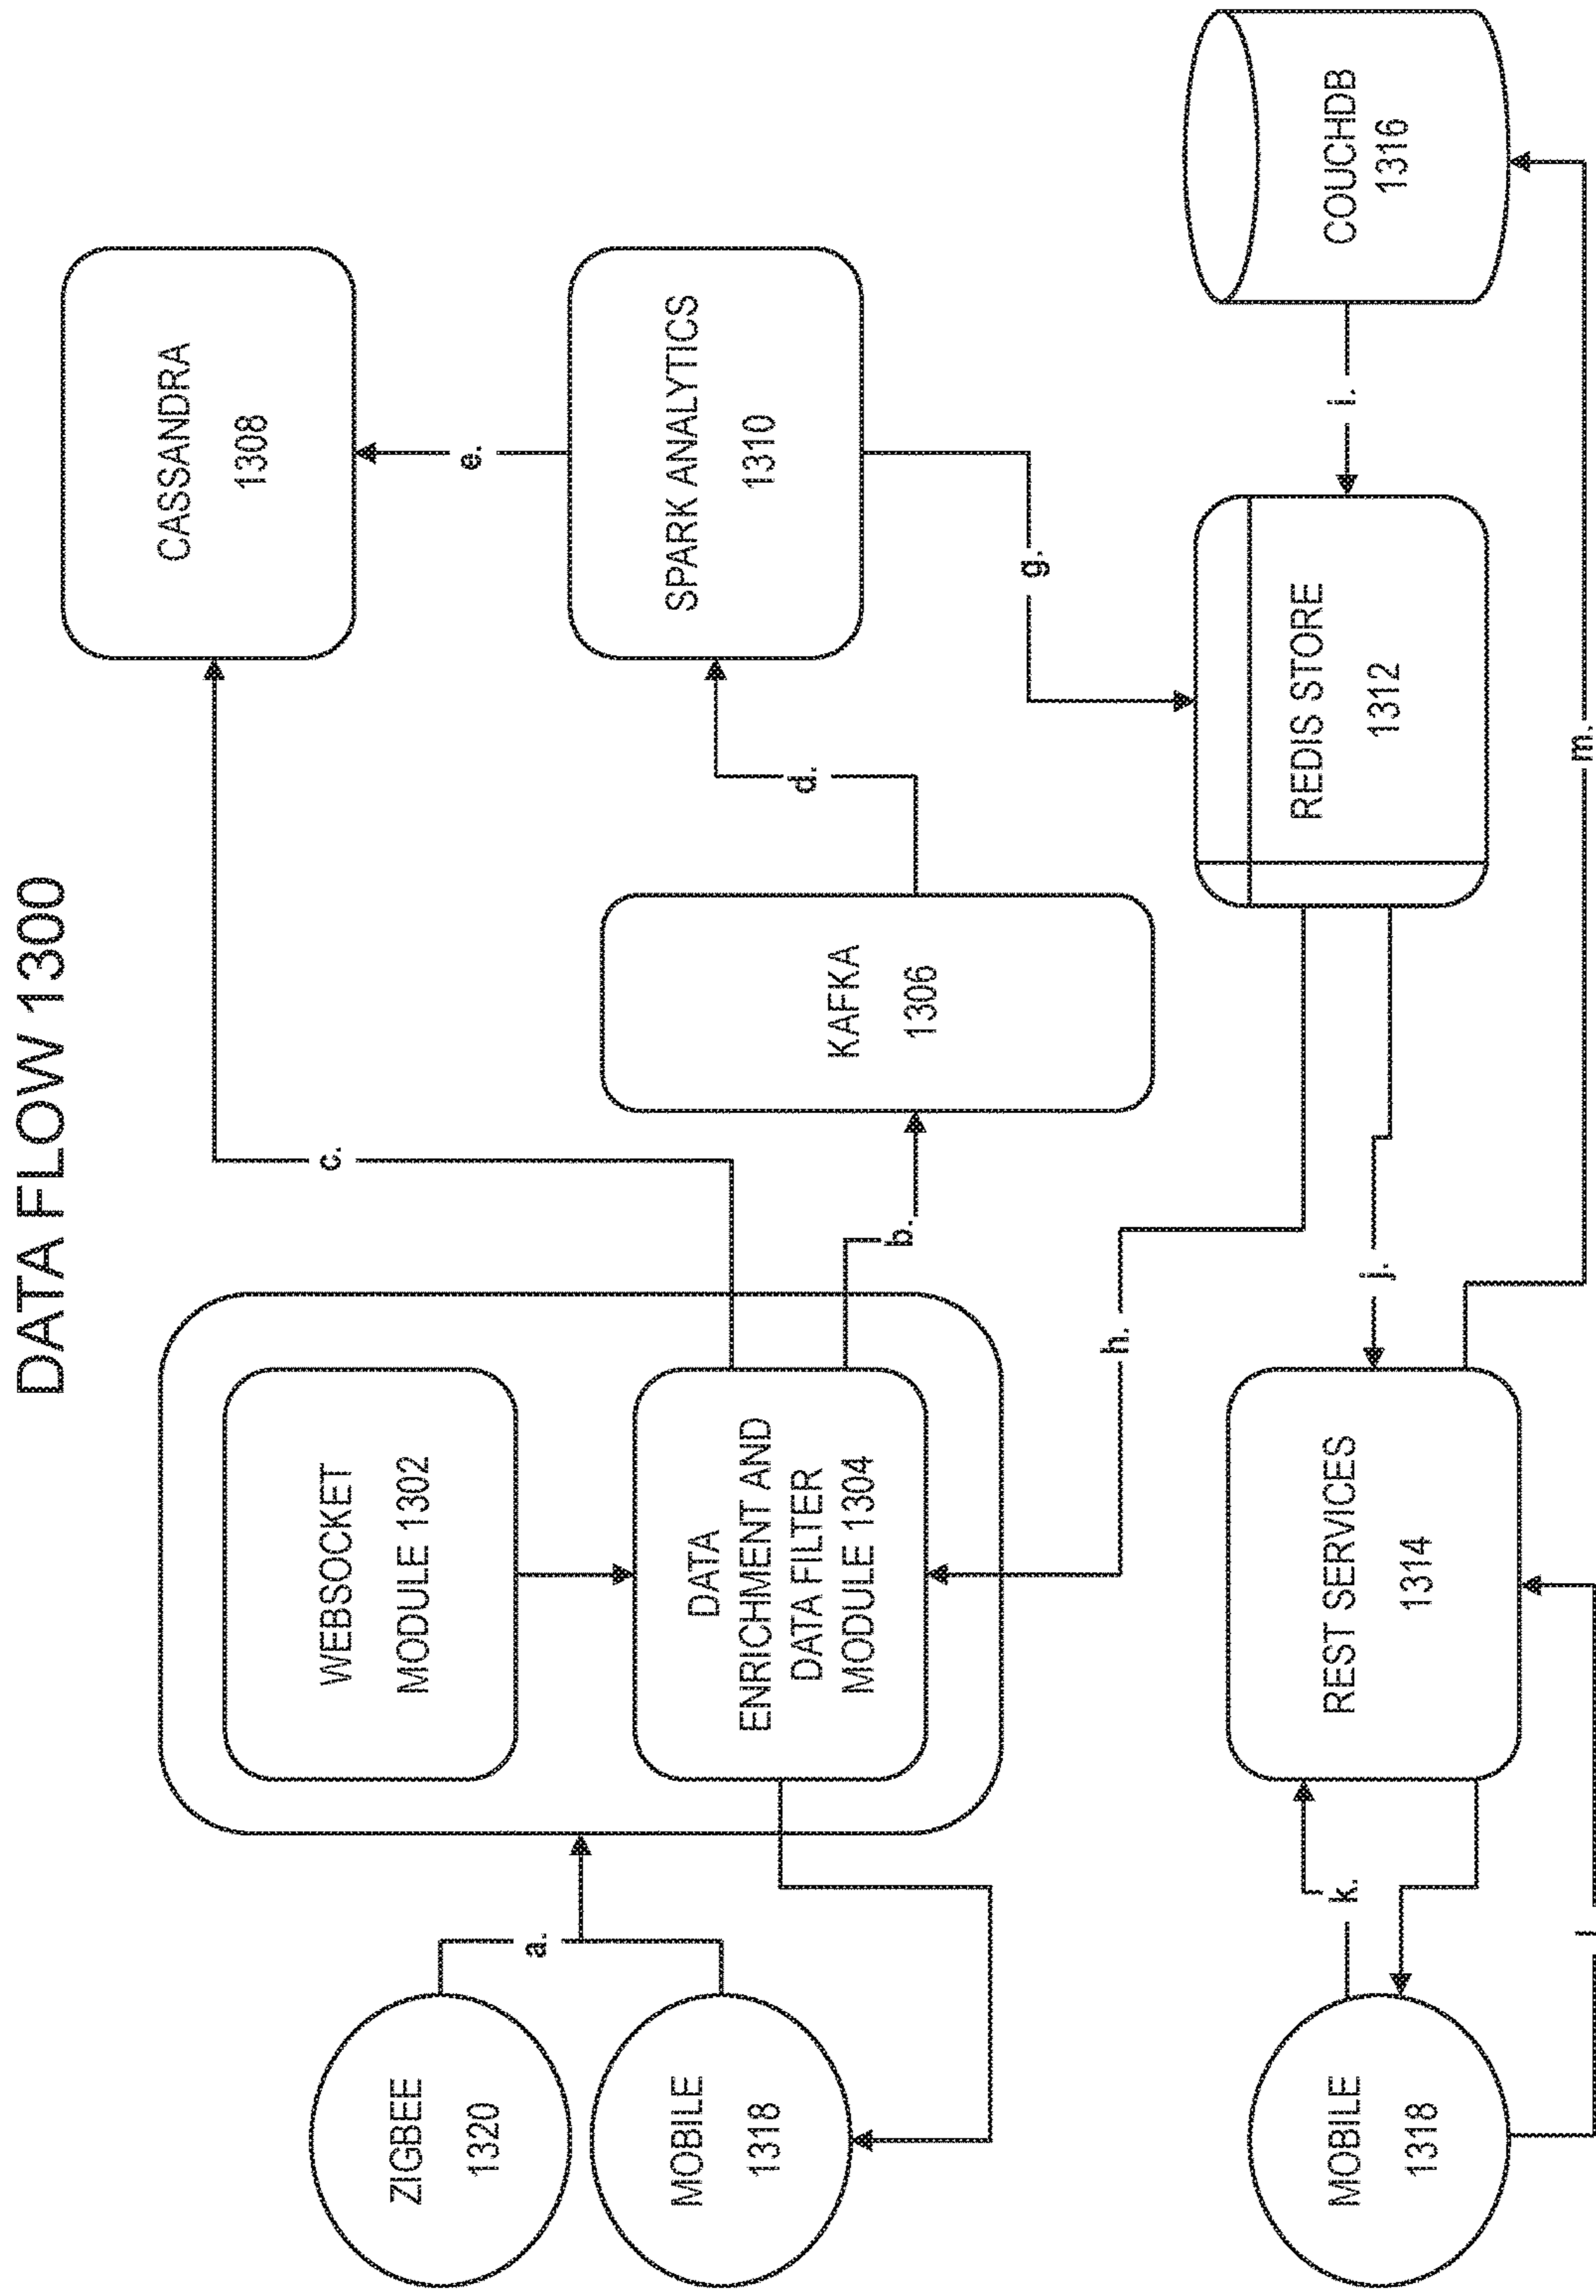 DATA FLOW 1300
ZIGBEE
1320
MOBILE
1318
a.
WEBSOCKET
MODULE 1302
DATA
ENRICHMENT AND
DATA FILTER
MODULE 1304
c.
b.
KAFKA
1306
d.
CASSANDRA
1308
e.
SPARK ANALYTICS
1310
g.
h.
MOBILE
1318
k.
REST SERVICES
1314
j.
REDIS STORE
1312
i.
COUCHDB
1316
m.